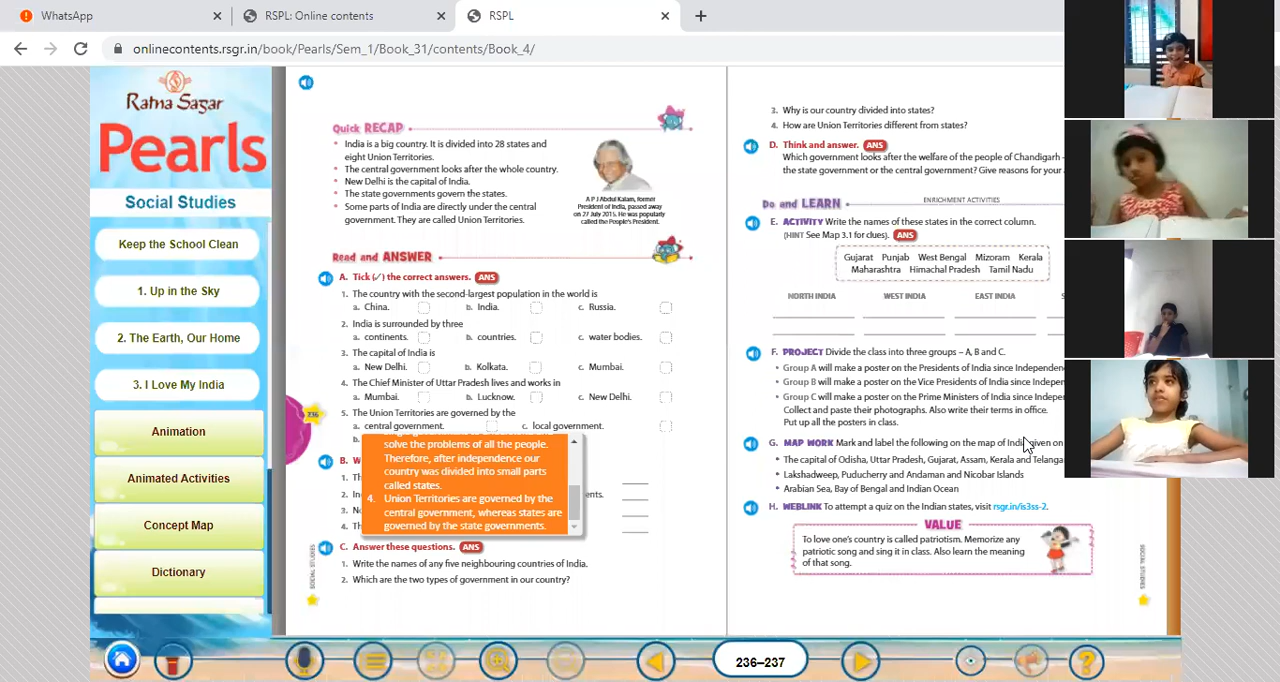 WhatsApp
RSPL: Online contents
RSPL
onlinecontents.rsgr.in/book/Pearls/Sem_1/Book_31/contents/Book_4/
Ratna Sagar
Pearls
Social Studies
Keep the School Clean
1. Up in the Sky
2. The Earth, Our Home
3. I Love My India
Animation
Animated Activities
Concept Map
Dictionary
Quick RECAP
• India is a big country. It is divided into 28 states and
eight Union Territories.
• The central government looks after the whole country.
• New Delhi is the capital of India.
• The state governments govern the states.
• Some parts of India are directly under the central
government. They are called Union Territories.
A P J Abdul Kalam, former
President of India, passed away
on 27 July 2015. He was popularly
called the People's President.
Read and ANSWER
A. Tick (✓) the correct answers. ANS
1. The country with the second-largest population in the world is
a. China. b. India. c. Russia.
2. India is surrounded by three
a. continents. b. countries. c. water bodies.
3. The capital of India is
a. New Delhi. b. Kolkata. c. Mumbai.
4. The Chief Minister of Uttar Pradesh lives and works in
a. Mumbai. b. Lucknow. c. New Delhi.
236
5. The Union Territories are governed by the
a. central government. c. local government.
b.
solve the problems of all the people.
Therefore, after independence our
country was divided into small parts
called states.
4. Union Territories are governed by the
central government, whereas states are
governed by the state governments.
B. W
1. Th
2. In ents.
3. N
4. Th
C. Answer these questions. ANS
1. Write the names of any five neighbouring countries of India.
2. Which are the two types of government in our country?
SOCIAL STUDIES
3. Why is our country divided into states?
4. How are Union Territories different from states?
D. Think and answer. ANS
Which government looks after the welfare of the people of Chandigarh –
the state government or the central government? Give reasons for your
Do and LEARN
ENRICHMENT ACTIVITIES
E. ACTIVITY Write the names of these states in the correct column.
(HINT See Map 3.1 for clues). ANS
Gujarat Punjab West Bengal Mizoram Kerala
Maharashtra Himachal Pradesh Tamil Nadu
NORTH INDIA WEST INDIA EAST INDIA S
F. PROJECT Divide the class into three groups – A, B and C.
• Group A will make a poster on the Presidents of India since Independen
• Group B will make a poster on the Vice Presidents of India since Indepen
• Group C will make a poster on the Prime Ministers of India since Indepen
Collect and paste their photographs. Also write their terms in office.
Put up all the posters in class.
G. MAP WORK Mark and label the following on the map of India given on
• The capital of Odisha, Uttar Pradesh, Gujarat, Assam, Kerala and Telanga
• Lakshadweep, Puducherry and Andaman and Nicobar Islands
• Arabian Sea, Bay of Bengal and Indian Ocean
H. WEBLINK To attempt a quiz on the Indian states, visit rsgr.in/is3ss-2.
VALUE
To love one's country is called patriotism. Memorize any
patriotic song and sing it in class. Also learn the meaning
of that song.
SOCIAL STUDIES
236–237